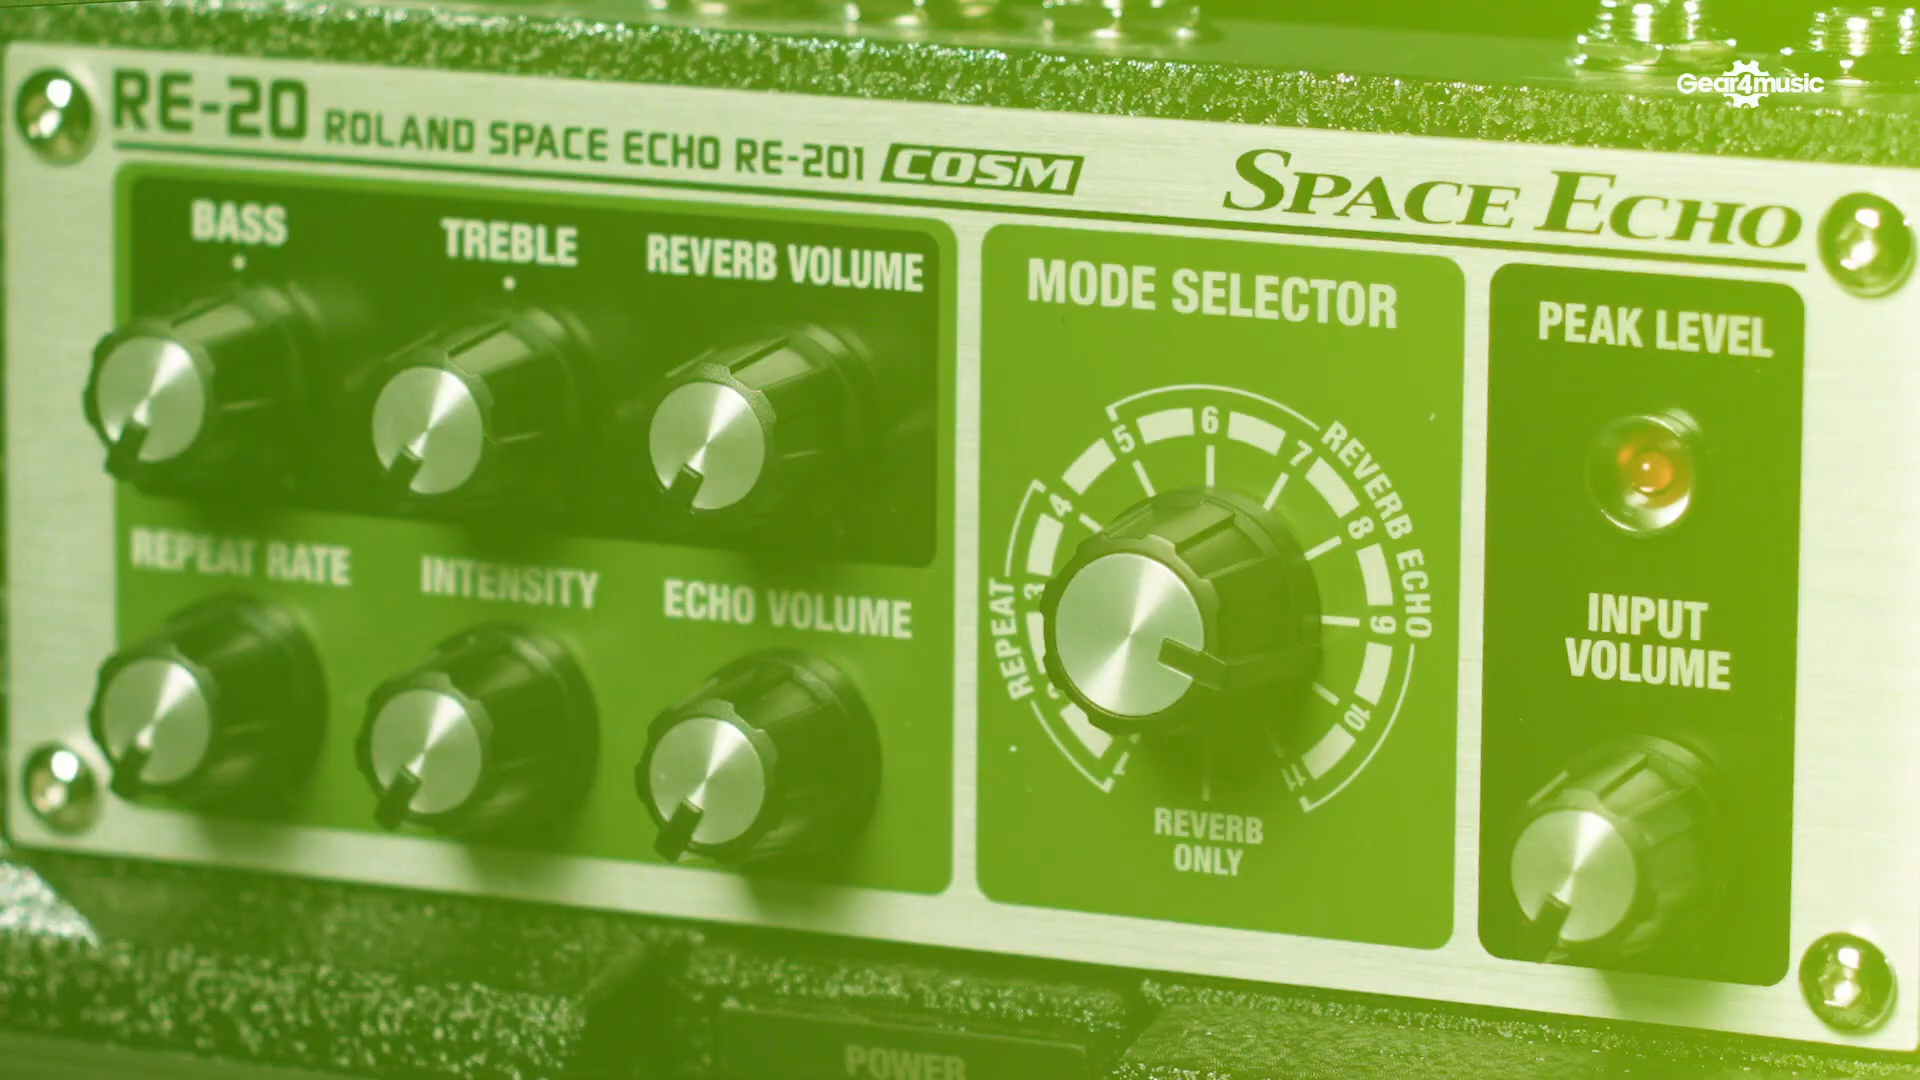 Gear4music
RE-20 ROLAND SPACE ECHO RE-201 COSM
SPACE ECHO
BASS
TREBLE
REVERB VOLUME
REPEAT RATE
INTENSITY
ECHO VOLUME
MODE SELECTOR
1
3
4
5
6
7
8
9
10
11
REPEAT
REVERB ECHO
REVERB
ONLY
PEAK LEVEL
INPUT
VOLUME
POWER